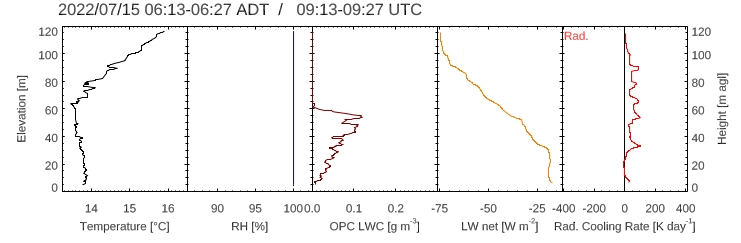 2022/07/15 06:13-06:27 ADT / 09:13-09:27 UTC
120 Rad. 120
100 100
80 80
60 60
40 40
20 20
0 0
Elevation [m]
Height [m agl]
14 15 16 90 95 100 0.0 0.1 0.2 -75 -50 -25 -400 -200 0 200 400
Temperature [°C] RH [%] OPC LWC [g m-3] LW net [W m-2] Rad. Cooling Rate [K day-1]